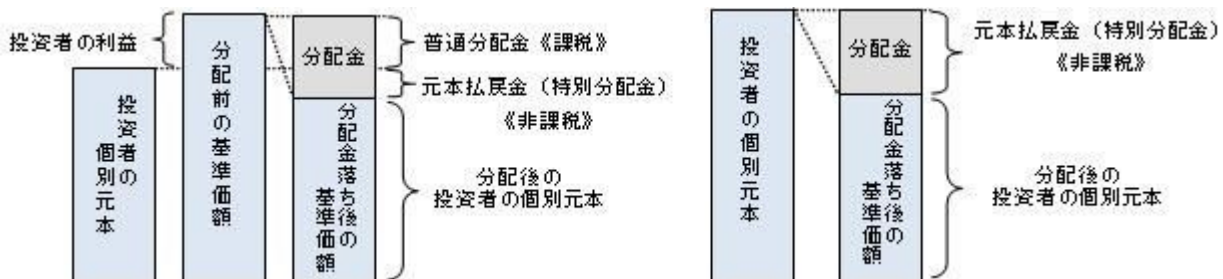 投資者の利益
投資者の
個別元本
分配前の基準価額
分配金
分配金落ち後の
基準価額
普通分配金《課税》
元本払戻金（特別分配金）
《非課税》
分配後の
投資者の個別元本
投資者の個別元本
分配金
分配金落ち後の
基準価額
元本払戻金（特別分配金）
《非課税》
分配後の
投資者の個別元本